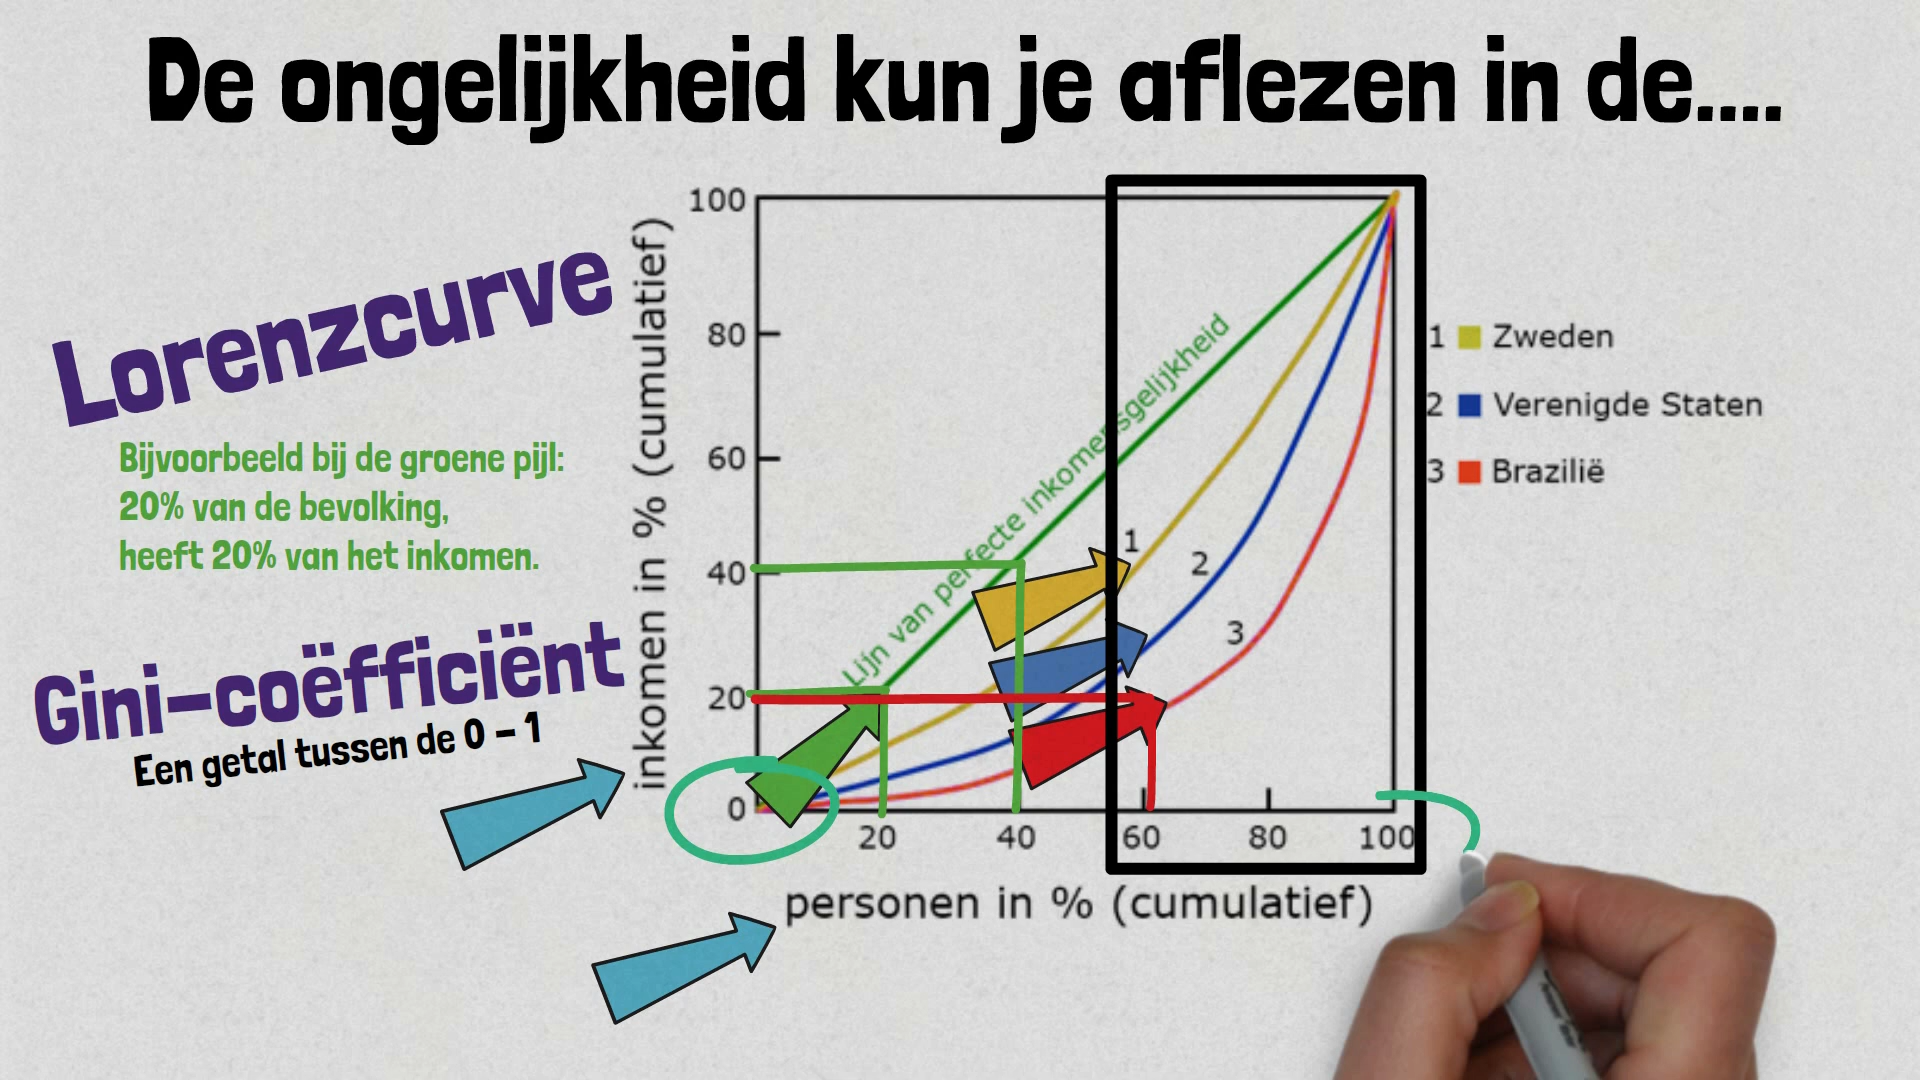 De ongelijkheid kun je aflezen in de....
Lorenzcurve
Bijvoorbeeld bij de groene pijl:
20% van de bevolking,
heeft 20% van het inkomen.
Gini-coëfficiënt
Een getal tussen de 0 - 1
inkomen in % (cumulatief)
100
80
60
40
20
0
Lijn van perfecte inkomensgelijkheid
1
2
3
20
40
60
80
100
personen in % (cumulatief)
1 Zweden
2 Verenigde Staten
3 Brazilië